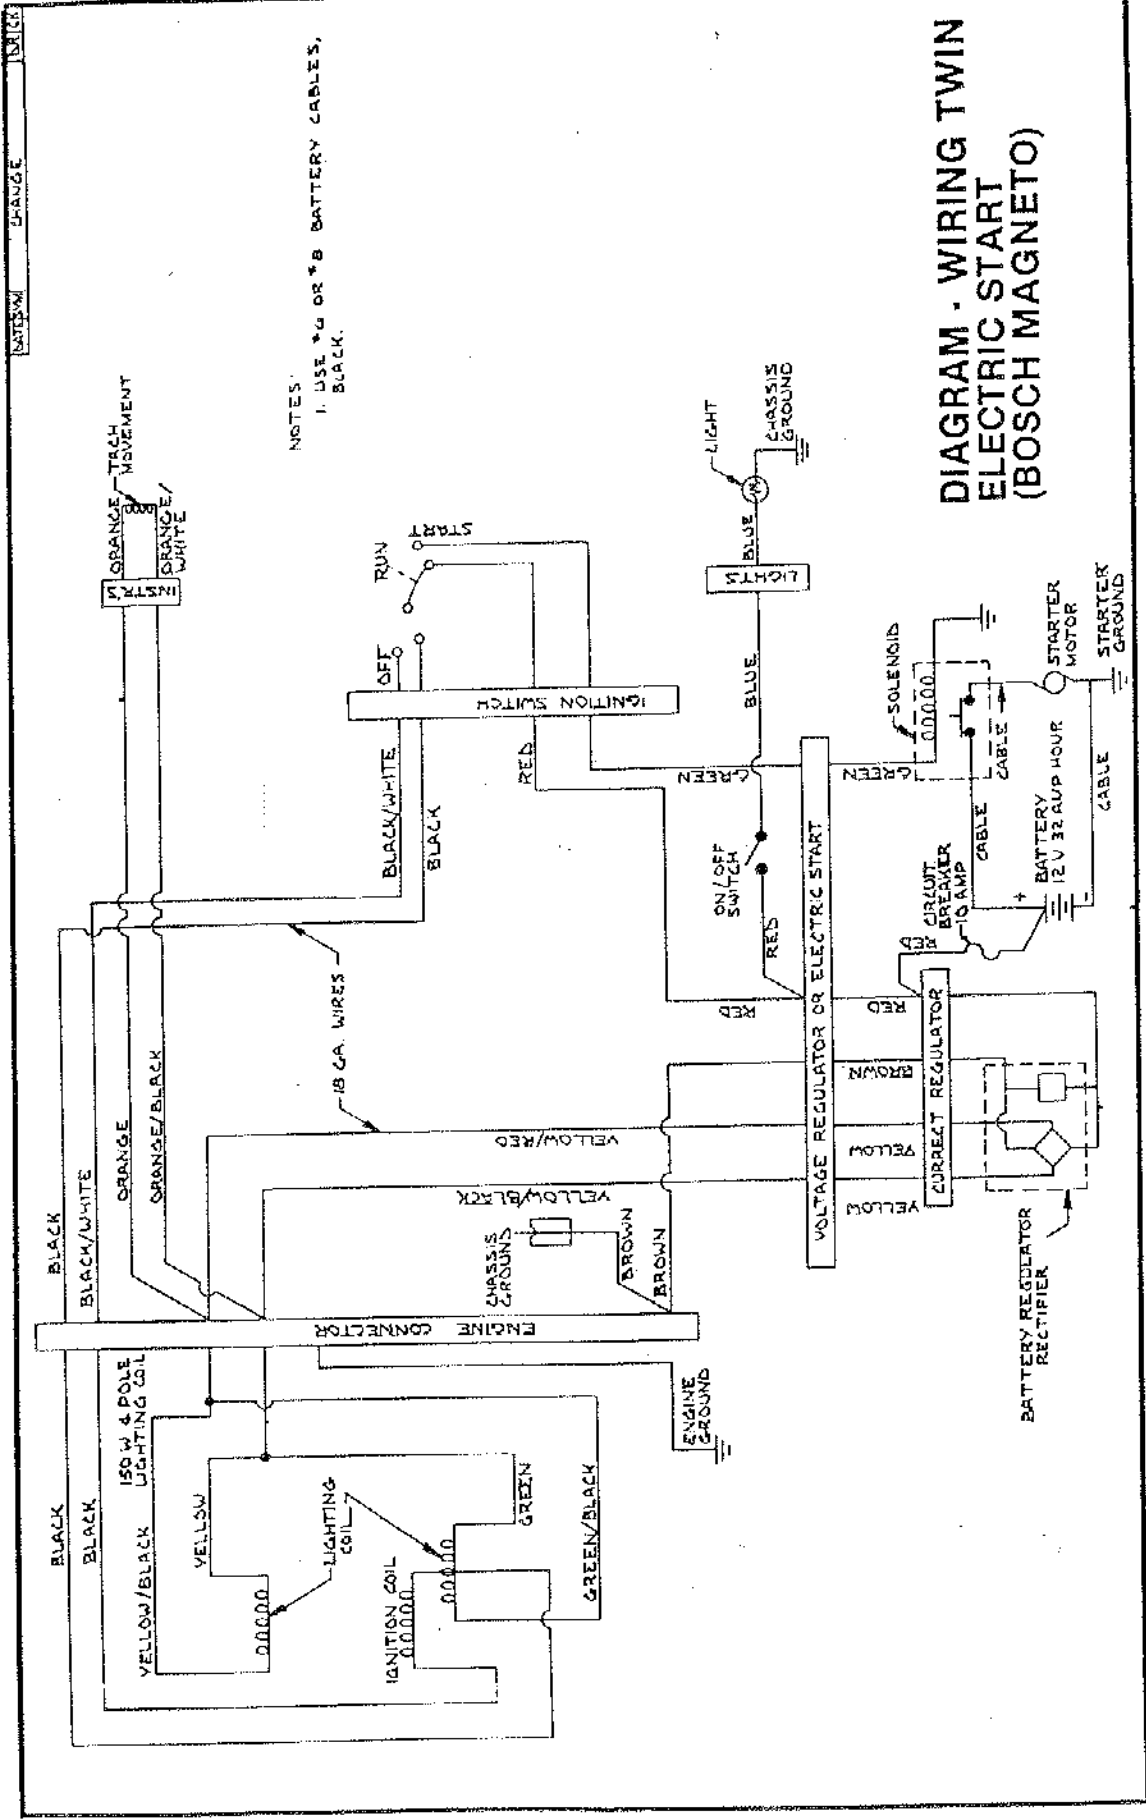 DATE
CHANGE
BLACK
BLACK/WHITE
ORANGE
ORANGE/BLACK
ORANGE
TACH
MOVEMENT
INSTR'S
ORANGE/
WHITE
NOTES:
1. USE #6 OR #8 BATTERY CABLES,
BLACK.
OFF
RUN
START
BLACK/WHITE
BLACK
IGNITION SWITCH
RED
GREEN
18 GA. WIRES
YELLOW/RED
YELLOW/BLACK
CHASSIS
GROUND
BROWN
BROWN
ENGINE CONNECTOR
BLACK
BLACK
150 W 4 POLE
LIGHTING COIL
YELLOW/BLACK
YELLOW
LIGHTING
COIL
IGNITION COIL
GREEN
GREEN/BLACK
ENGINE
GROUND
LIGHT
BLUE
CHASSIS
GROUND
LIGHTS
BLUE
ON/OFF
SWITCH
RED
RED
VOLTAGE REGULATOR OR ELECTRIC START
GREEN
SOLENOID
CABLE
CABLE
STARTER
MOTOR
STARTER
GROUND
CABLE
BATTERY
12 V 32 AMP HOUR
+
-
CIRCUIT
BREAKER
10 AMP
RED
RED
BROWN
YELLOW
YELLOW
CURRECT REGULATOR
BATTERY REGULATOR
RECTIFIER
DIAGRAM - WIRING TWIN
ELECTRIC START
(BOSCH MAGNETO)